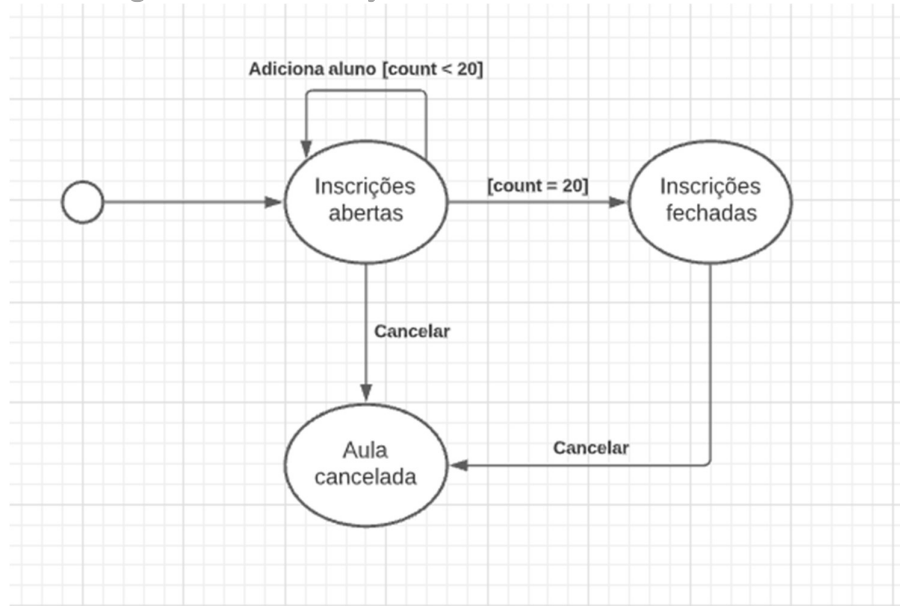 Adiciona aluno [count < 20]
Inscrições
abertas
[count = 20]
Inscrições
fechadas
Cancelar
Aula
cancelada
Cancelar